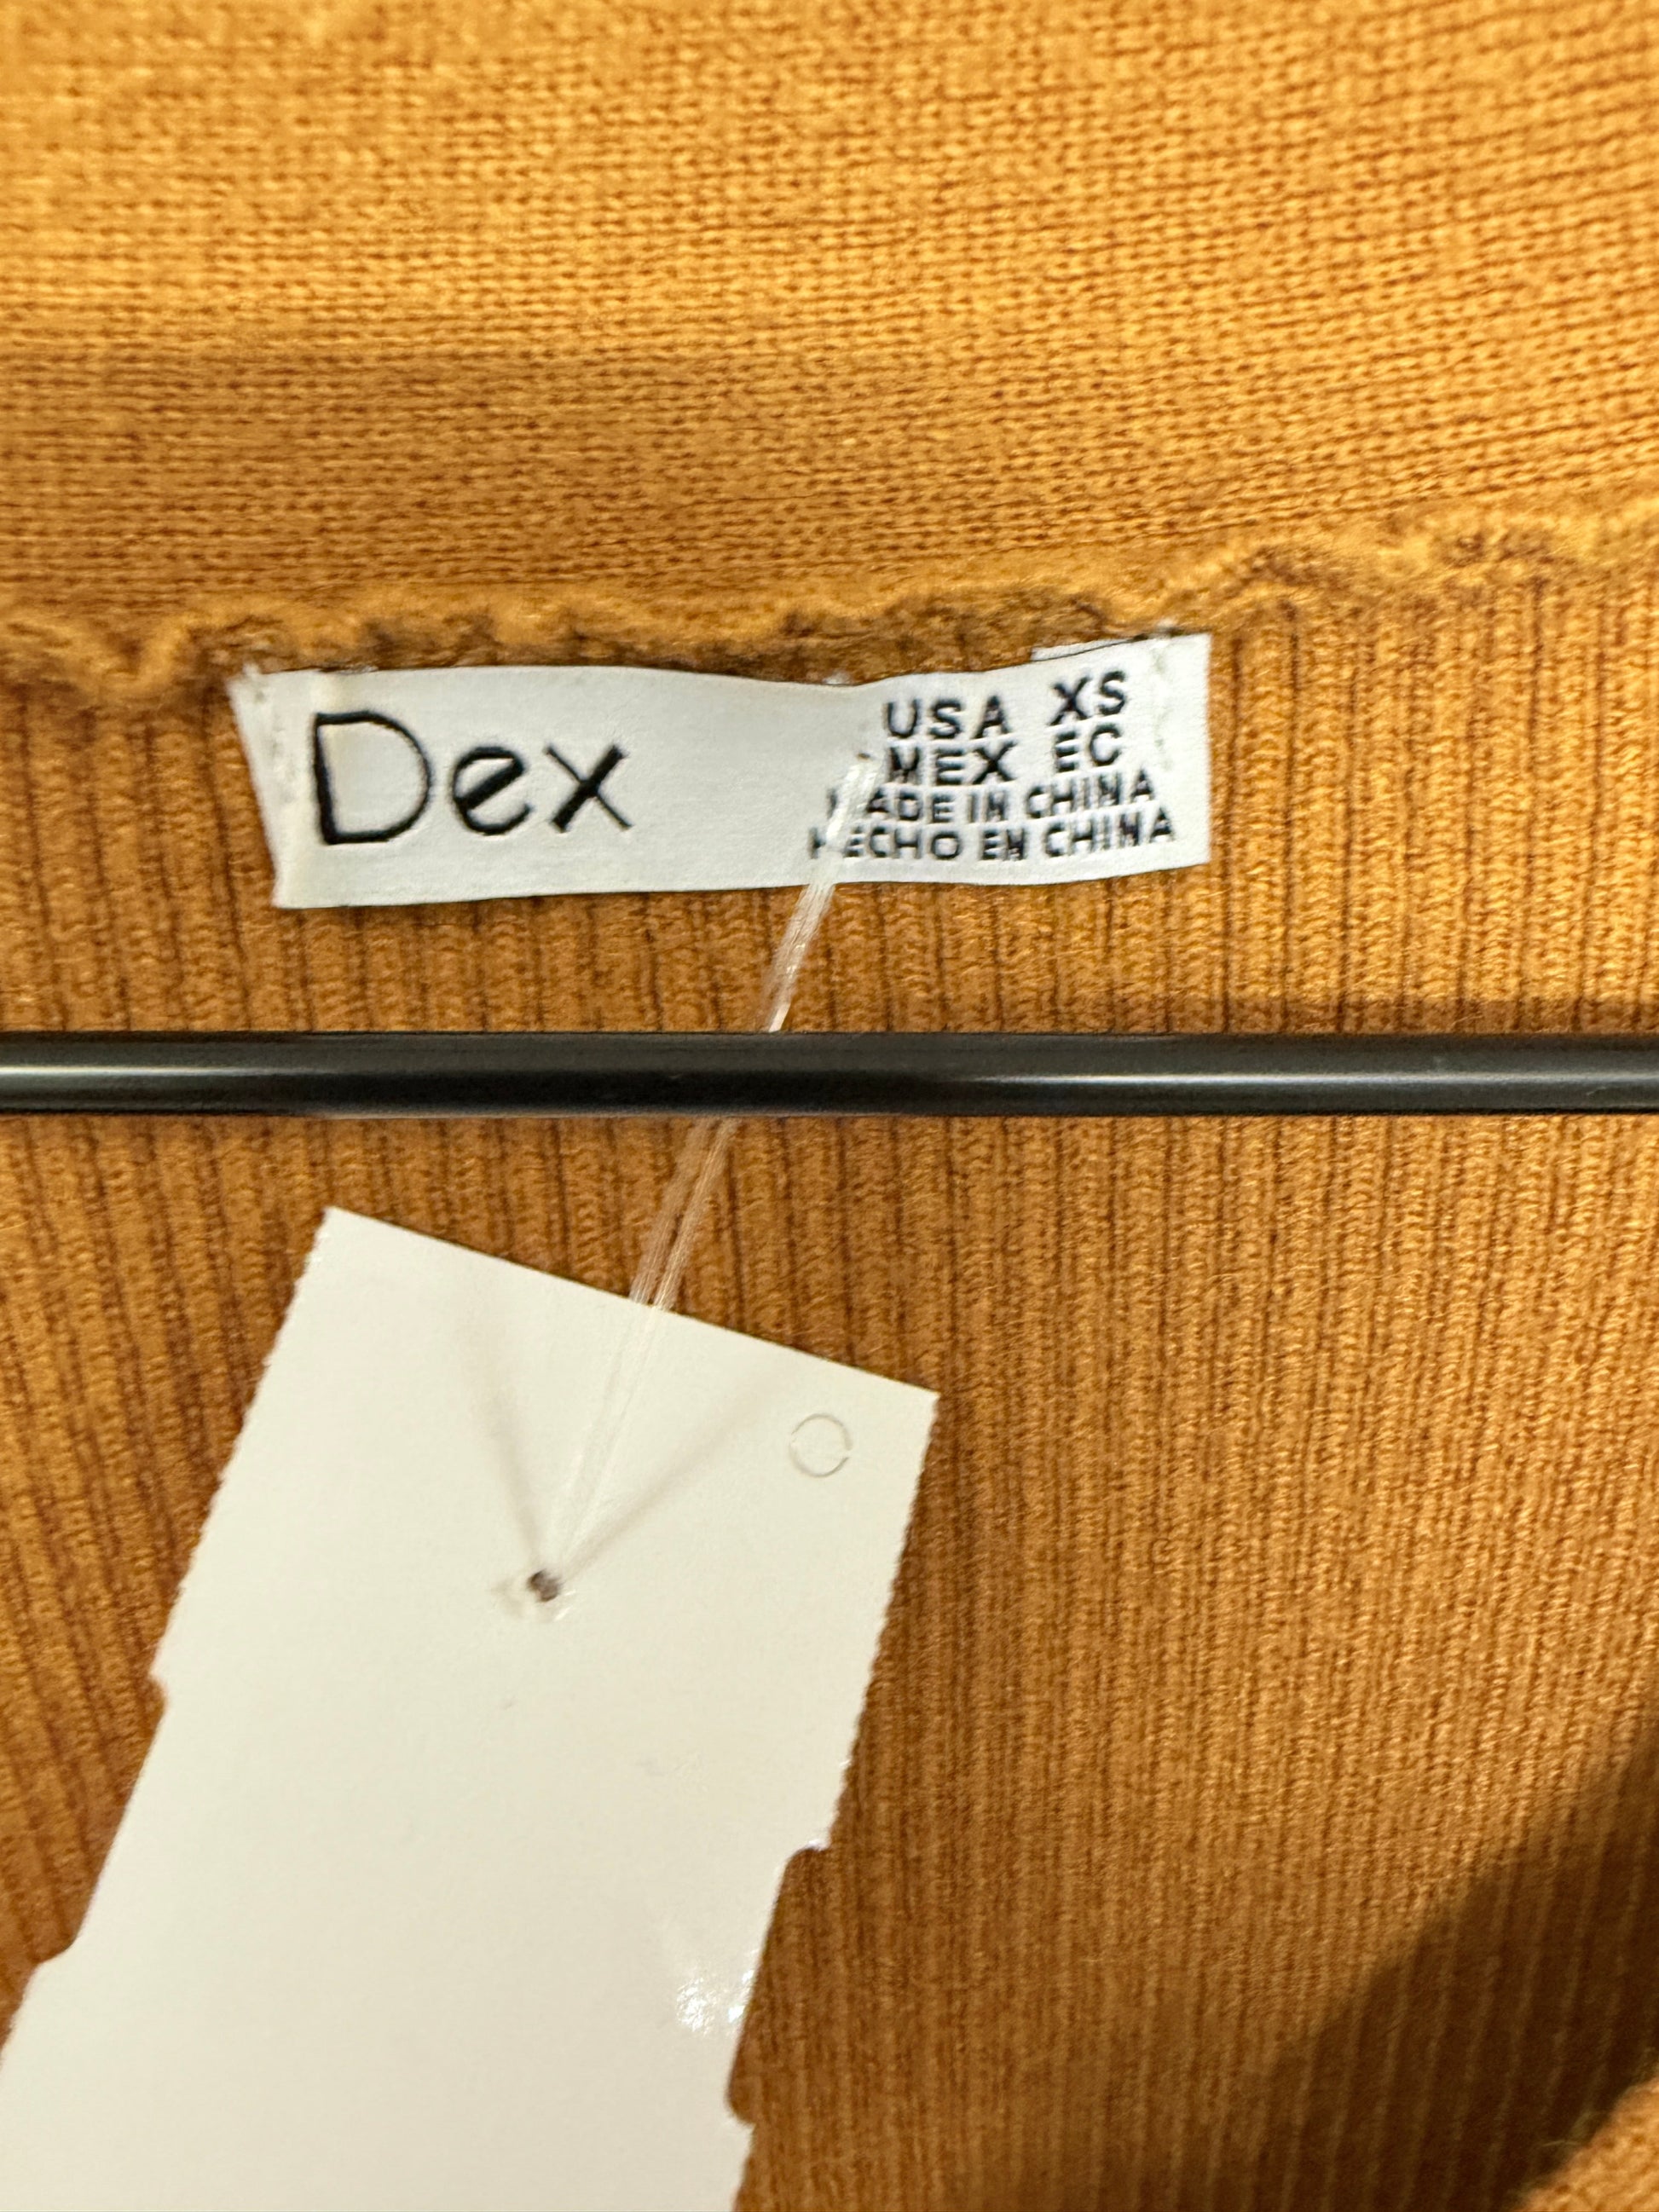 Dex
USA XS
MEX EC
MADE IN CHINA
HECHO EN CHINA